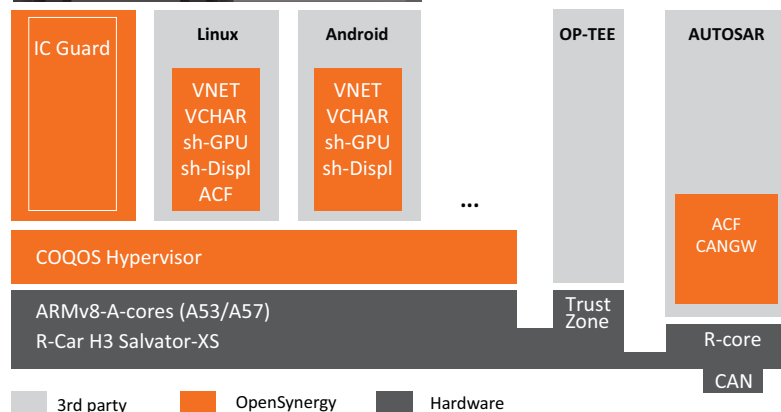 IC Guard
Linux
VNET
VCHAR
sh-GPU
sh-Displ
ACF
Android
VNET
VCHAR
sh-GPU
sh-Displ
...
OP-TEE
AUTOSAR
ACF
CANGW
COQOS Hypervisor
ARMv8-A-cores (A53/A57)
R-Car H3 Salvator-XS
Trust
Zone
R-core
CAN
3rd party
OpenSynergy
Hardware